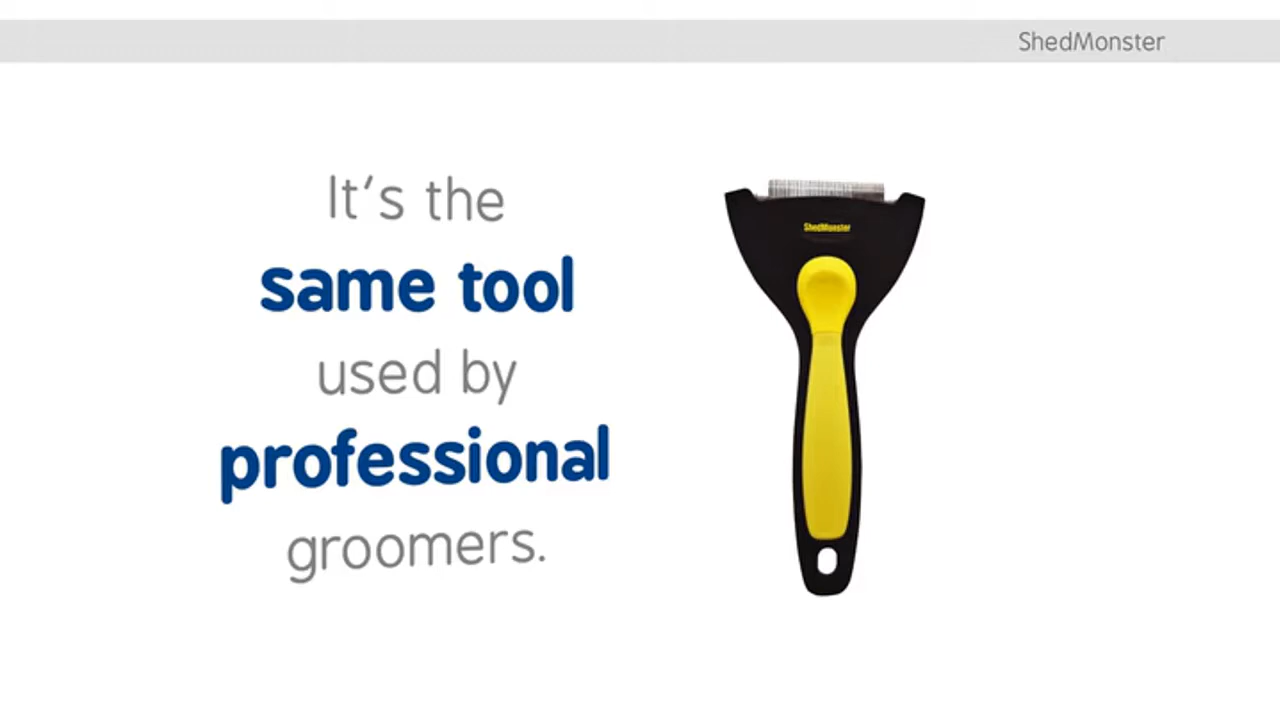 ShedMonster
It's the
same tool
used by
professional
groomers.
ShedMonster